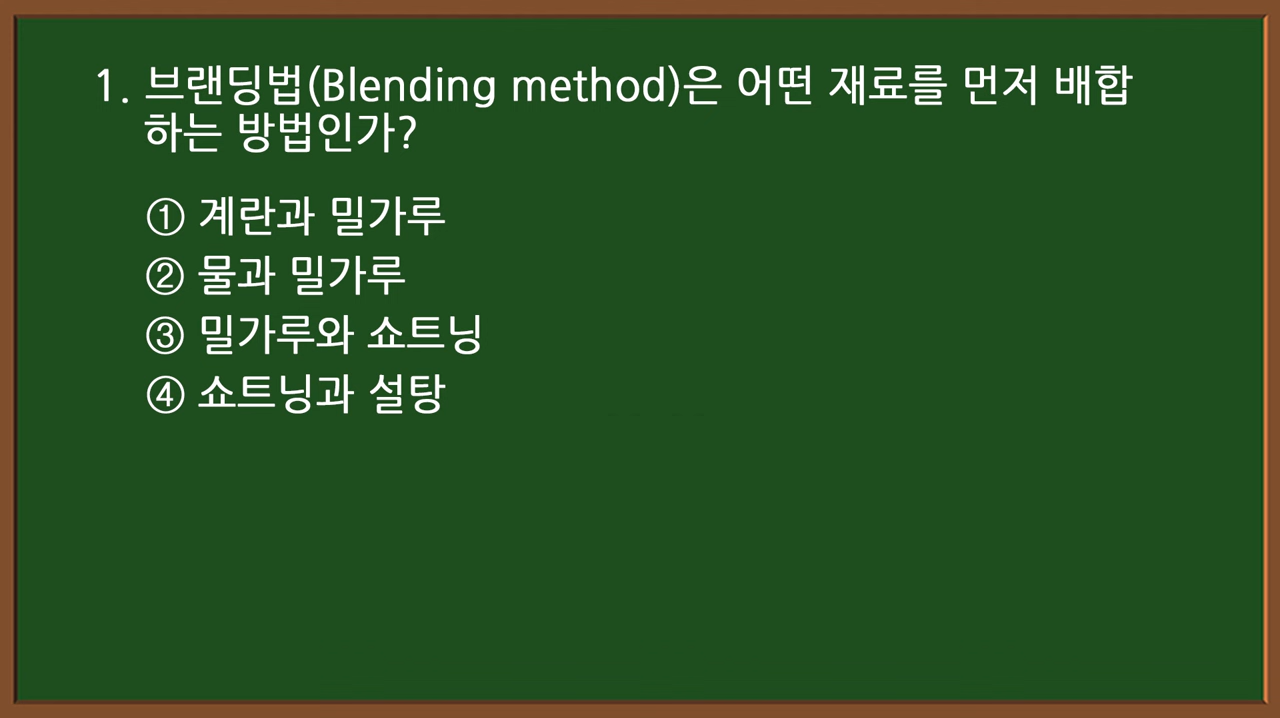 1. 브랜딩법(Blending method)은 어떤 재료를 먼저 배합
하는 방법인가?
① 계란과 밀가루
② 물과 밀가루
③ 밀가루와 쇼트닝
④ 쇼트닝과 설탕